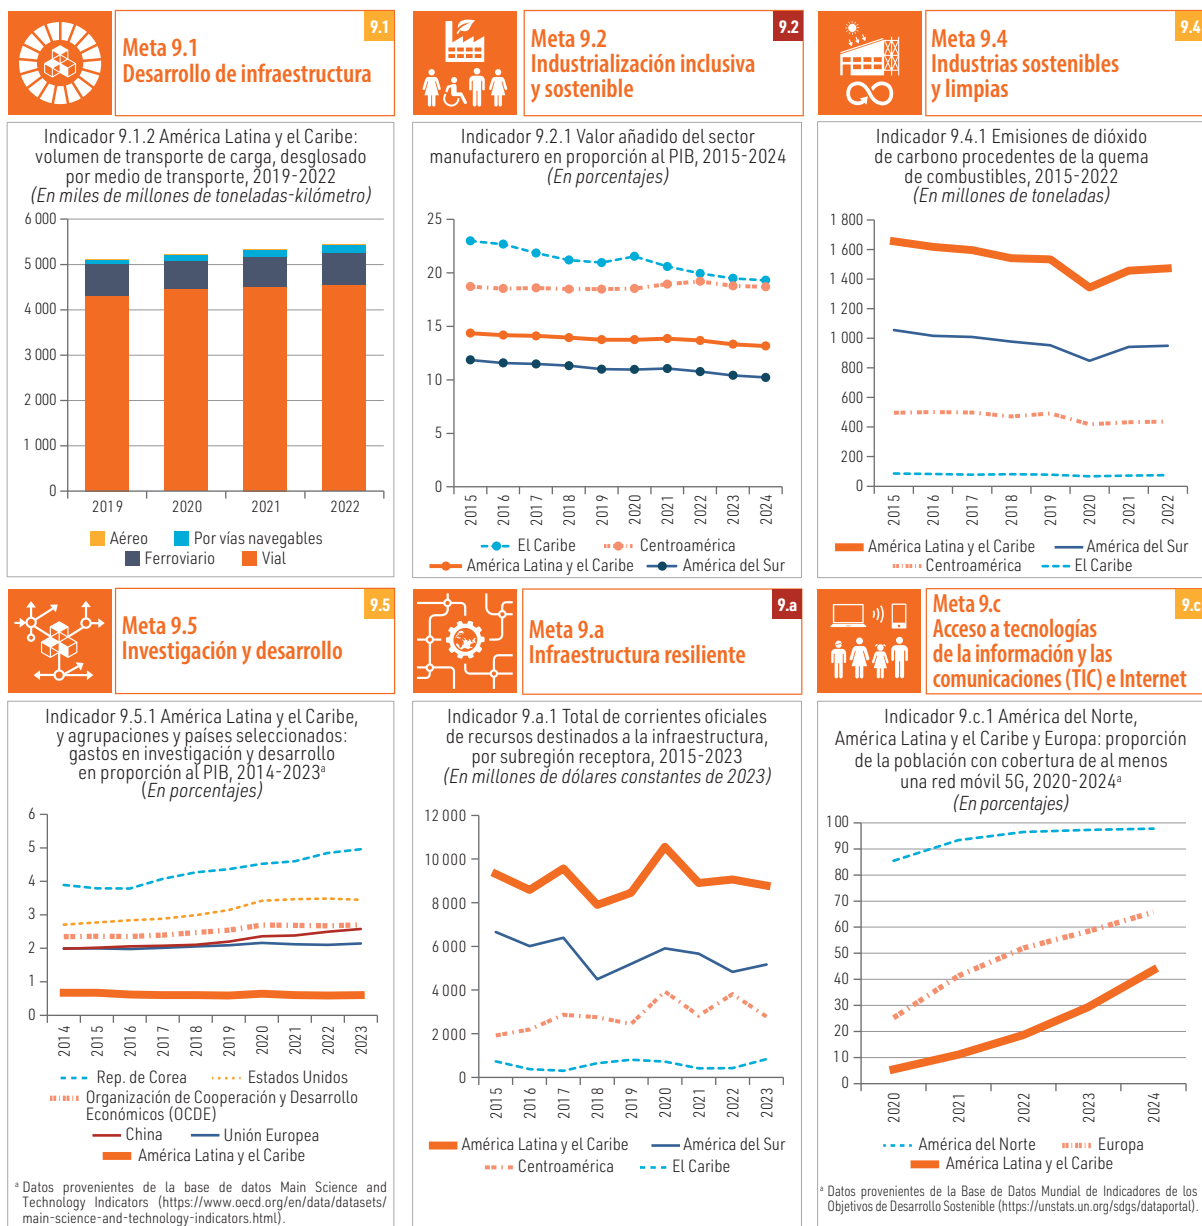 9.1
Meta 9.1
Desarrollo de infraestructura
Indicador 9.1.2 América Latina y el Caribe:
volumen de transporte de carga, desglosado
por medio de transporte, 2019-2022
(En miles de millones de toneladas-kilómetro)
6 000
5 000
4 000
3 000
2 000
1 000
0
2019 2020 2021 2022
Aéreo Por vías navegables
Ferroviario Vial
9.2
Meta 9.2
Industrialización inclusiva
y sostenible
Indicador 9.2.1 Valor añadido del sector
manufacturero en proporción al PIB, 2015-2024
(En porcentajes)
25
20
15
10
5
0
2015 2016 2017 2018 2019 2020 2021 2022 2023 2024
El Caribe Centroamérica
América Latina y el Caribe América del Sur
9.4
Meta 9.4
Industrias sostenibles
y limpias
Indicador 9.4.1 Emisiones de dióxido
de carbono procedentes de la quema
de combustibles, 2015-2022
(En millones de toneladas)
1 800
1 600
1 400
1 200
1 000
800
600
400
200
0
2015 2016 2017 2018 2019 2020 2021 2022
América Latina y el Caribe América del Sur
Centroamérica El Caribe
9.5
Meta 9.5
Investigación y desarrollo
Indicador 9.5.1 América Latina y el Caribe,
y agrupaciones y países seleccionados:
gastos en investigación y desarrollo
en proporción al PIB, 2014-2023ª
(En porcentajes)
6
5
4
3
2
1
0
2014 2015 2016 2017 2018 2019 2020 2021 2022 2023
Rep. de Corea Estados Unidos
Organización de Cooperación y Desarrollo
Económicos (OCDE)
China Unión Europea
América Latina y el Caribe
ª Datos provenientes de la base de datos Main Science and
Technology Indicators (https://www.oecd.org/en/data/datasets/
main-science-and-technology-indicators.html).
9.a
Meta 9.a
Infraestructura resiliente
Indicador 9.a.1 Total de corrientes oficiales
de recursos destinados a la infraestructura,
por subregión receptora, 2015-2023
(En millones de dólares constantes de 2023)
12 000
10 000
8 000
6 000
4 000
2 000
0
2015 2016 2017 2018 2019 2020 2021 2022 2023
América Latina y el Caribe América del Sur
Centroamérica El Caribe
9.c
Meta 9.c
Acceso a tecnologías
de la información y las
comunicaciones (TIC) e Internet
Indicador 9.c.1 América del Norte,
América Latina y el Caribe y Europa: proporción
de la población con cobertura de al menos
una red móvil 5G, 2020-2024ª
(En porcentajes)
100
90
80
70
60
50
40
30
20
10
0
2020 2021 2022 2023 2024
América del Norte Europa
América Latina y el Caribe
ª Datos provenientes de la Base de Datos Mundial de Indicadores de los
Objetivos de Desarrollo Sostenible (https://unstats.un.org/sdgs/dataportal).